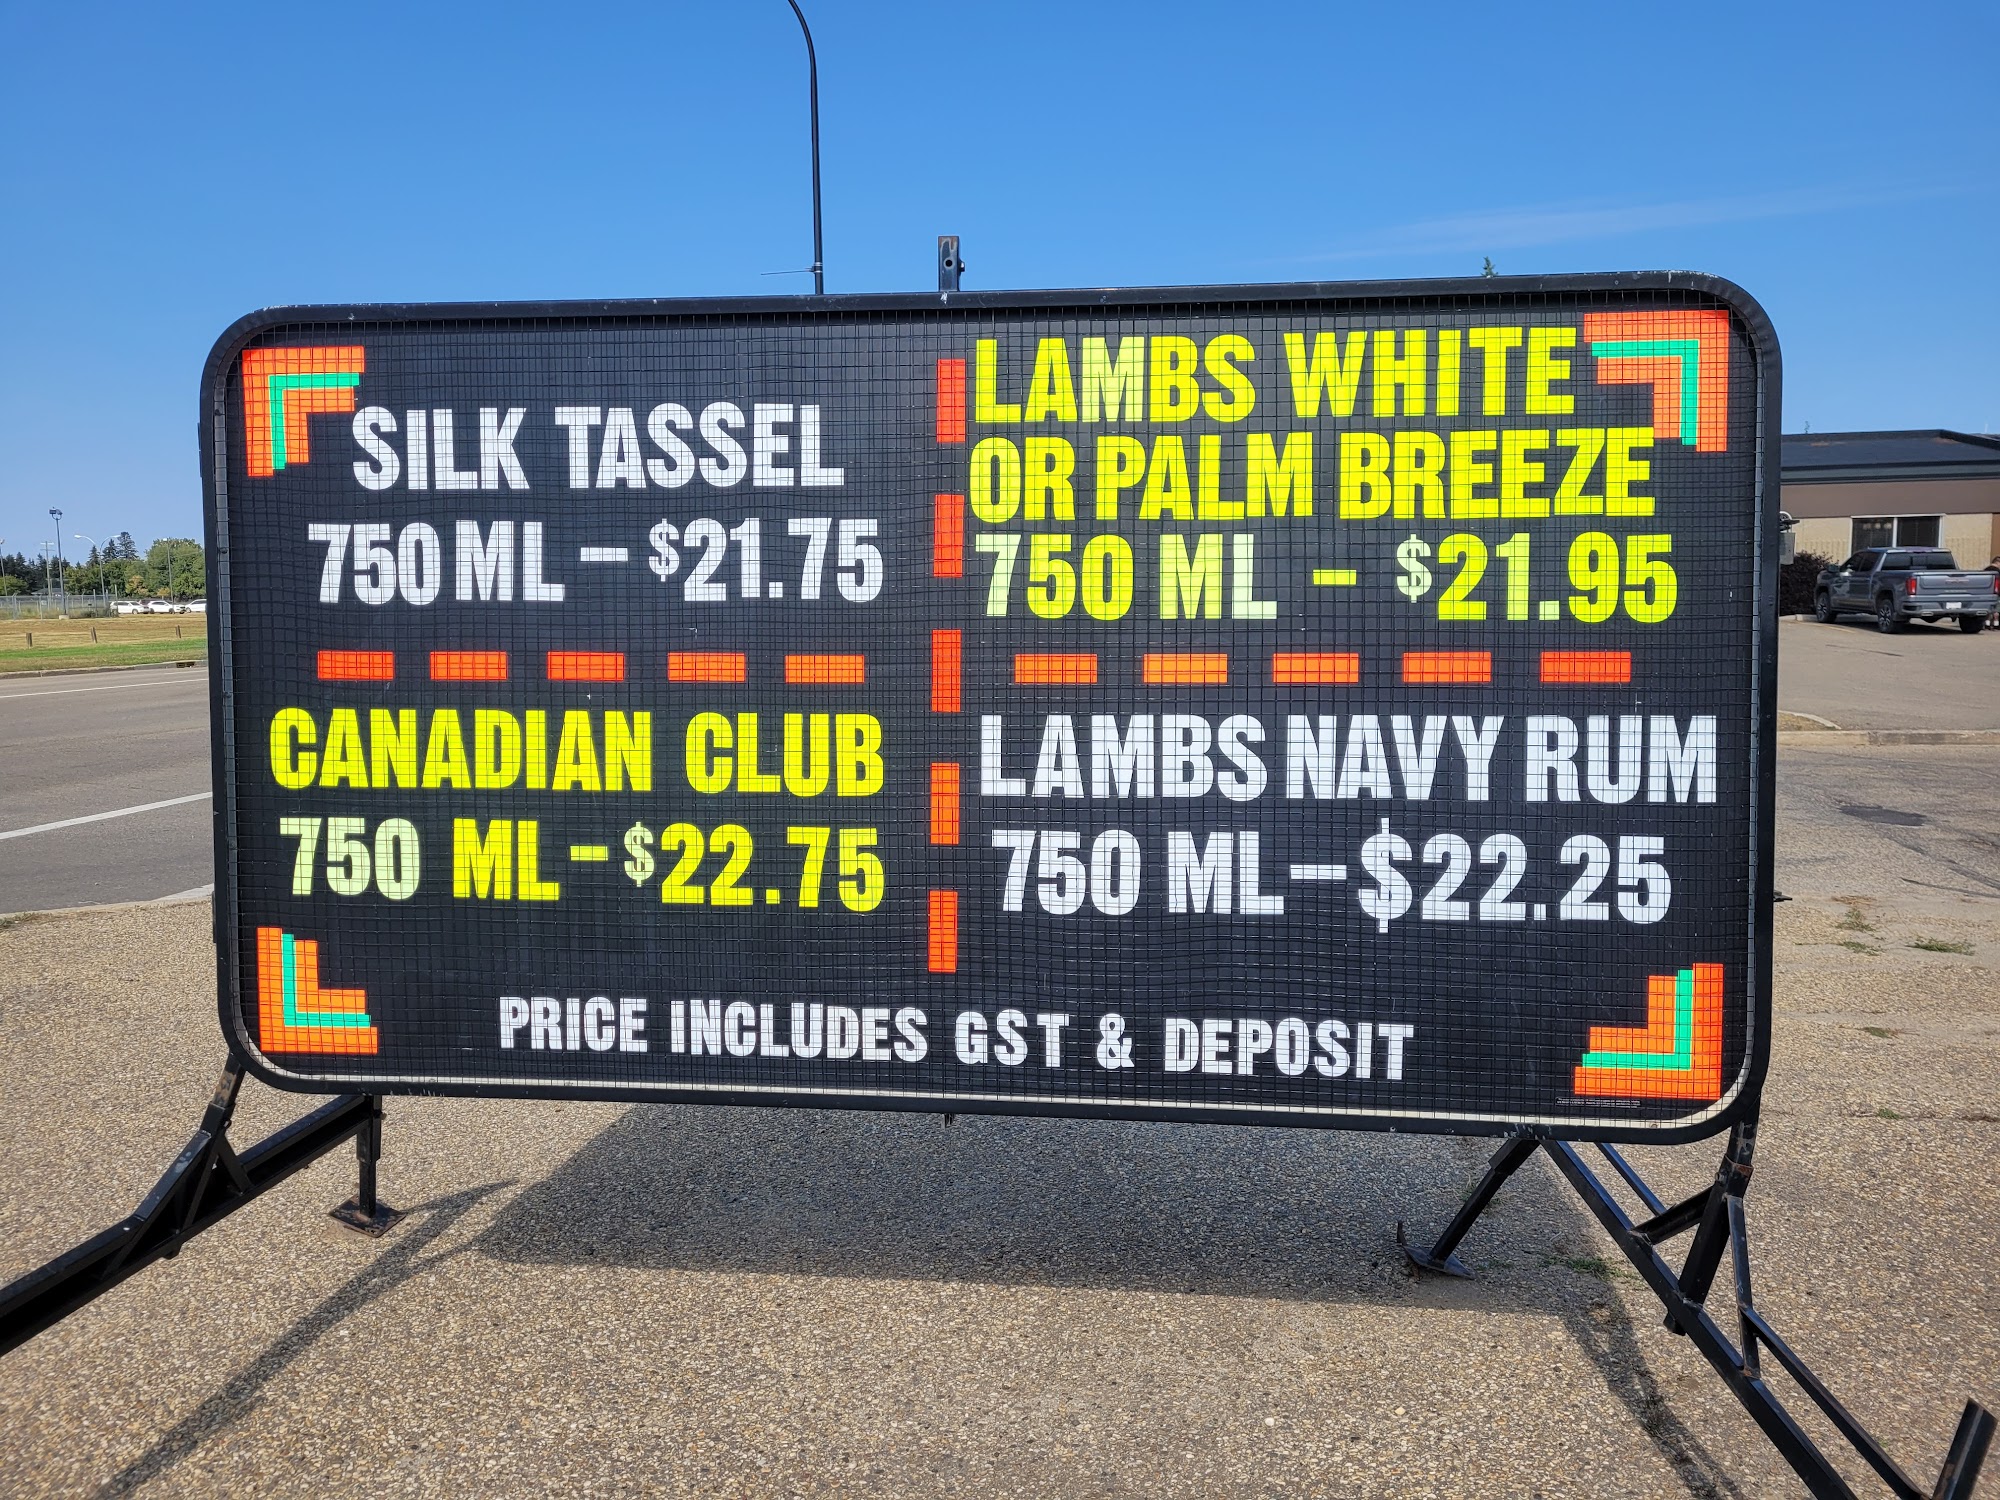 SILK TASSEL
750 ML - $21.75
LAMBS WHITE
OR PALM BREEZE
750 ML - $21.95
CANADIAN CLUB
750 ML - $22.75
LAMBS NAVY RUM
750 ML - $22.25
PRICE INCLUDES GST & DEPOSIT